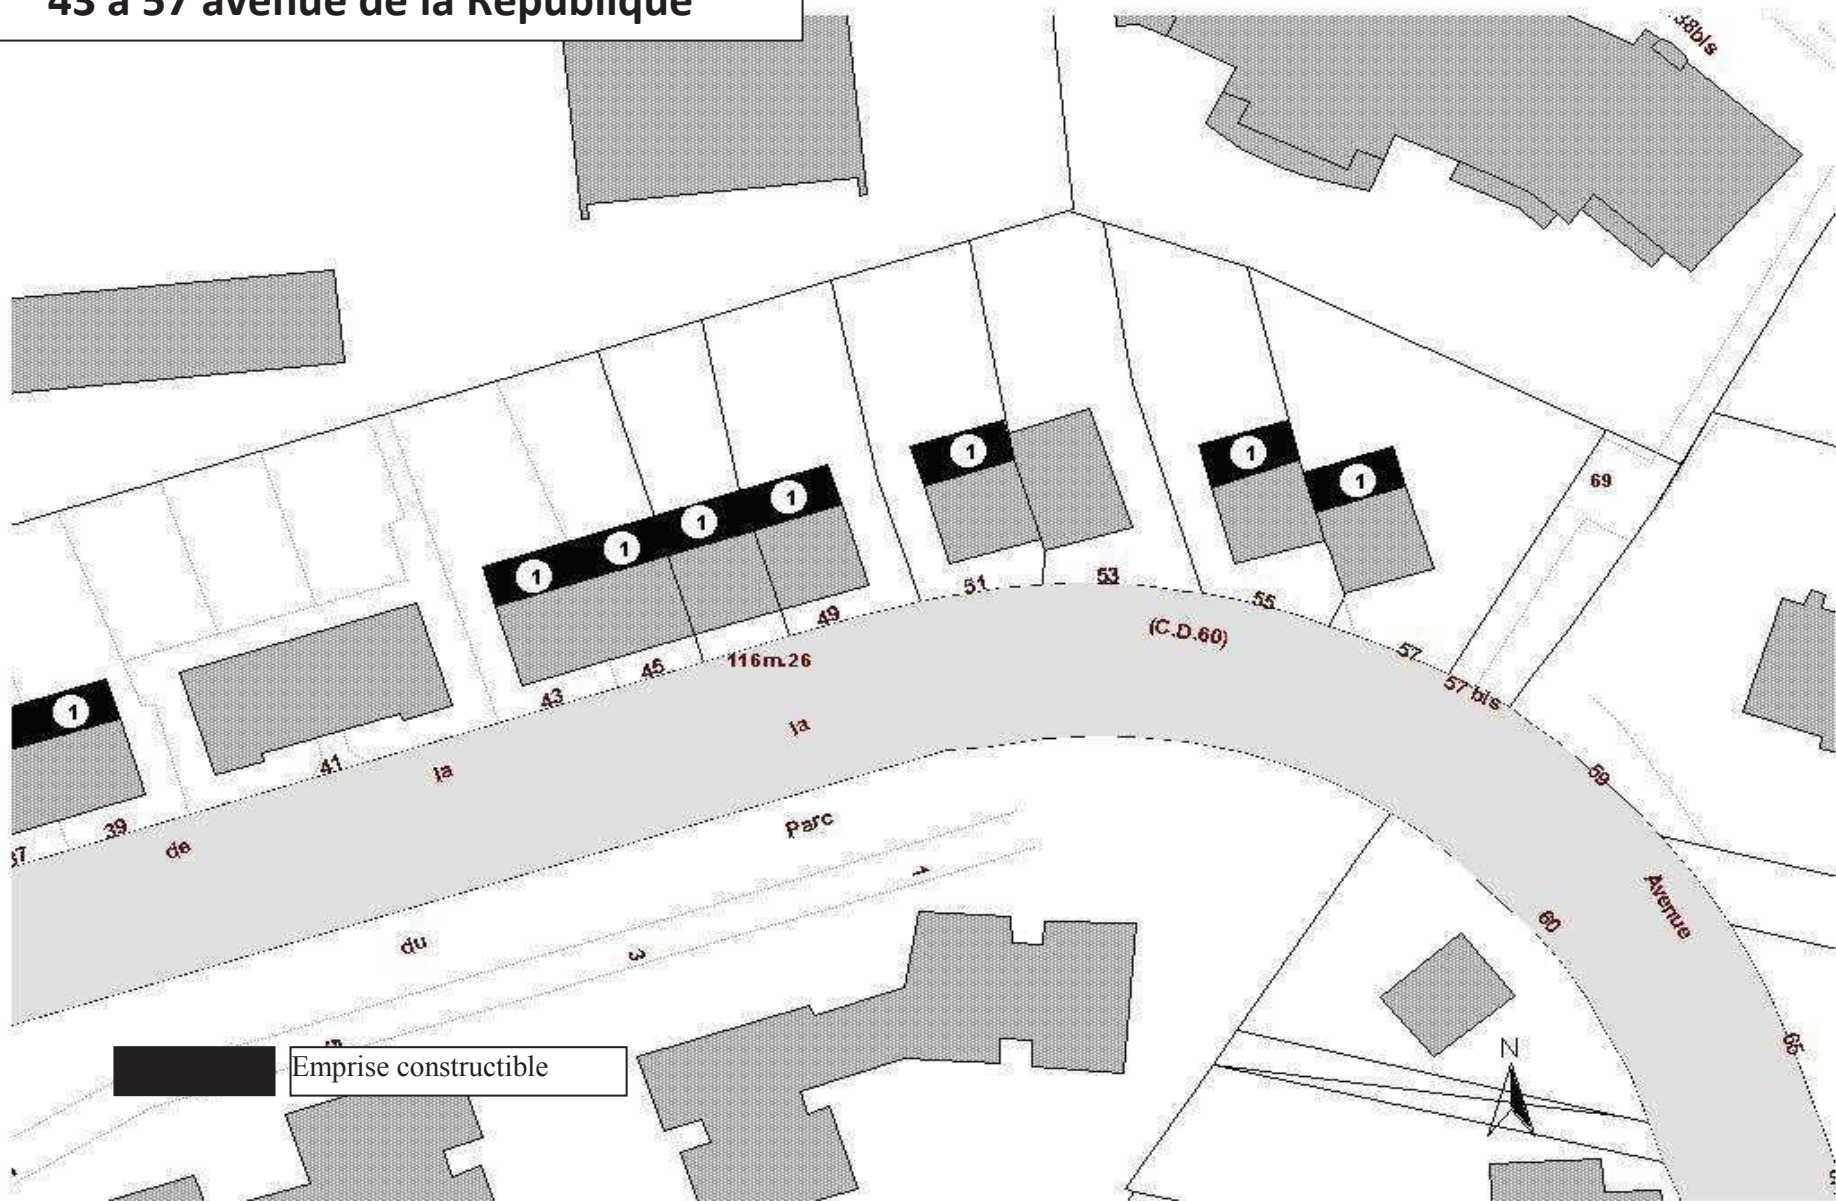 43 à 57 avenue de la République
38bis
1
1
1
1
1
1
1
1
69
51
53
55
(C.D.60)
49
116m.26
45
43
57
57 bis
la
59
41
la
39
37
de
Parc
1
Avenue
60
du
3
65
N
Emprise constructible